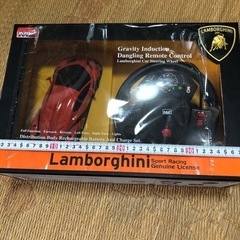 LAMBORGHINI
Gravity Induction
Dangling Remote Control
Lamborghini Car Steering Wheel
Full Function: Forward, Reverse, Left Turn, Right Turn, Lights
Distribution Body Rechargeable Battery And Charge Set.
Lamborghini
Sport Racing
Genuine License